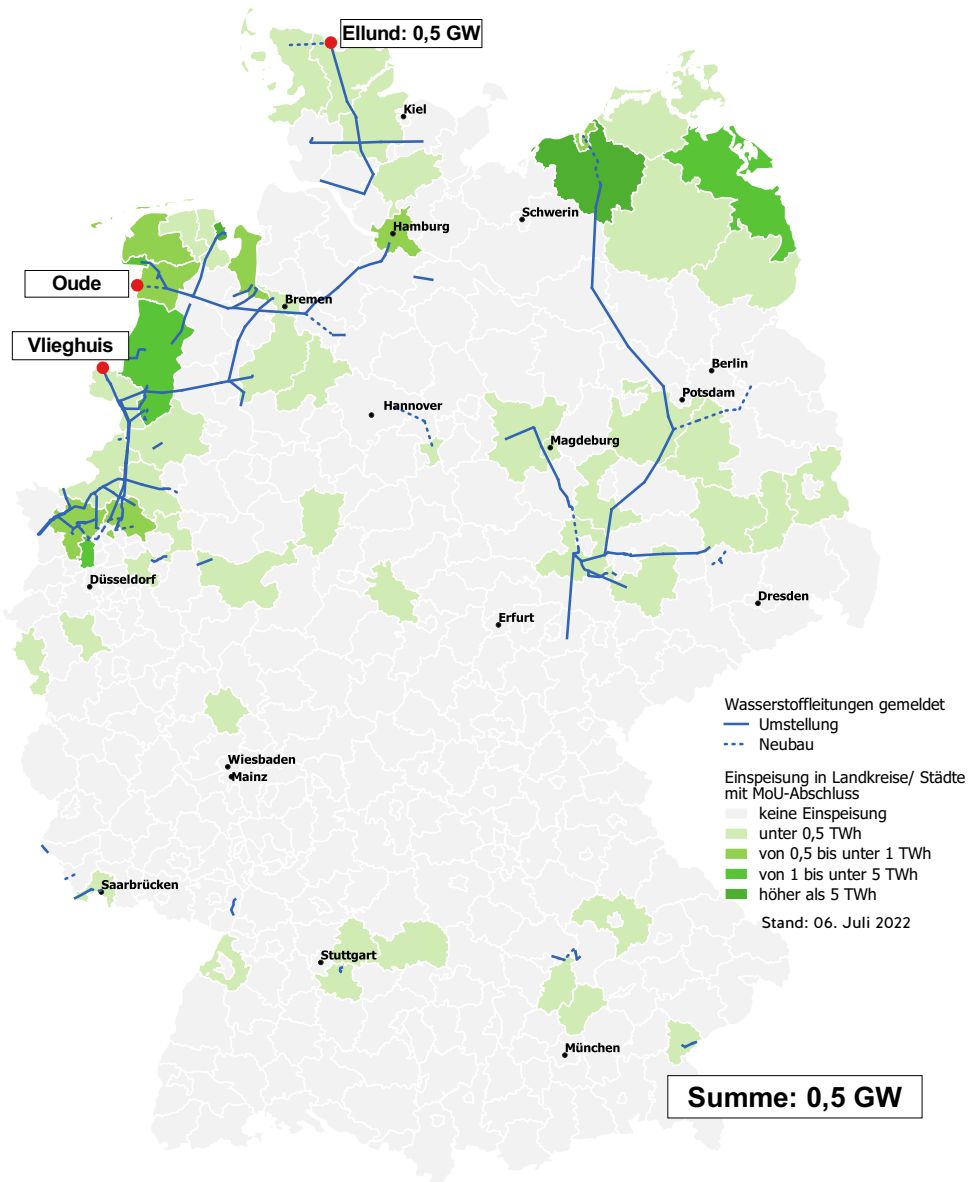 Ellund: 0,5 GW
Kiel
Schwerin
Hamburg
Oude
Bremen
Vlieghuis
Berlin
Potsdam
Hannover
Magdeburg
Düsseldorf
Dresden
Erfurt
Wiesbaden
Mainz
Saarbrücken
Stuttgart
München
Wasserstoffleitungen gemeldet
Umstellung
Neubau
Einspeisung in Landkreise/ Städte
mit MoU-Abschluss
keine Einspeisung
unter 0,5 TWh
von 0,5 bis unter 1 TWh
von 1 bis unter 5 TWh
höher als 5 TWh
Stand: 06. Juli 2022
Summe: 0,5 GW